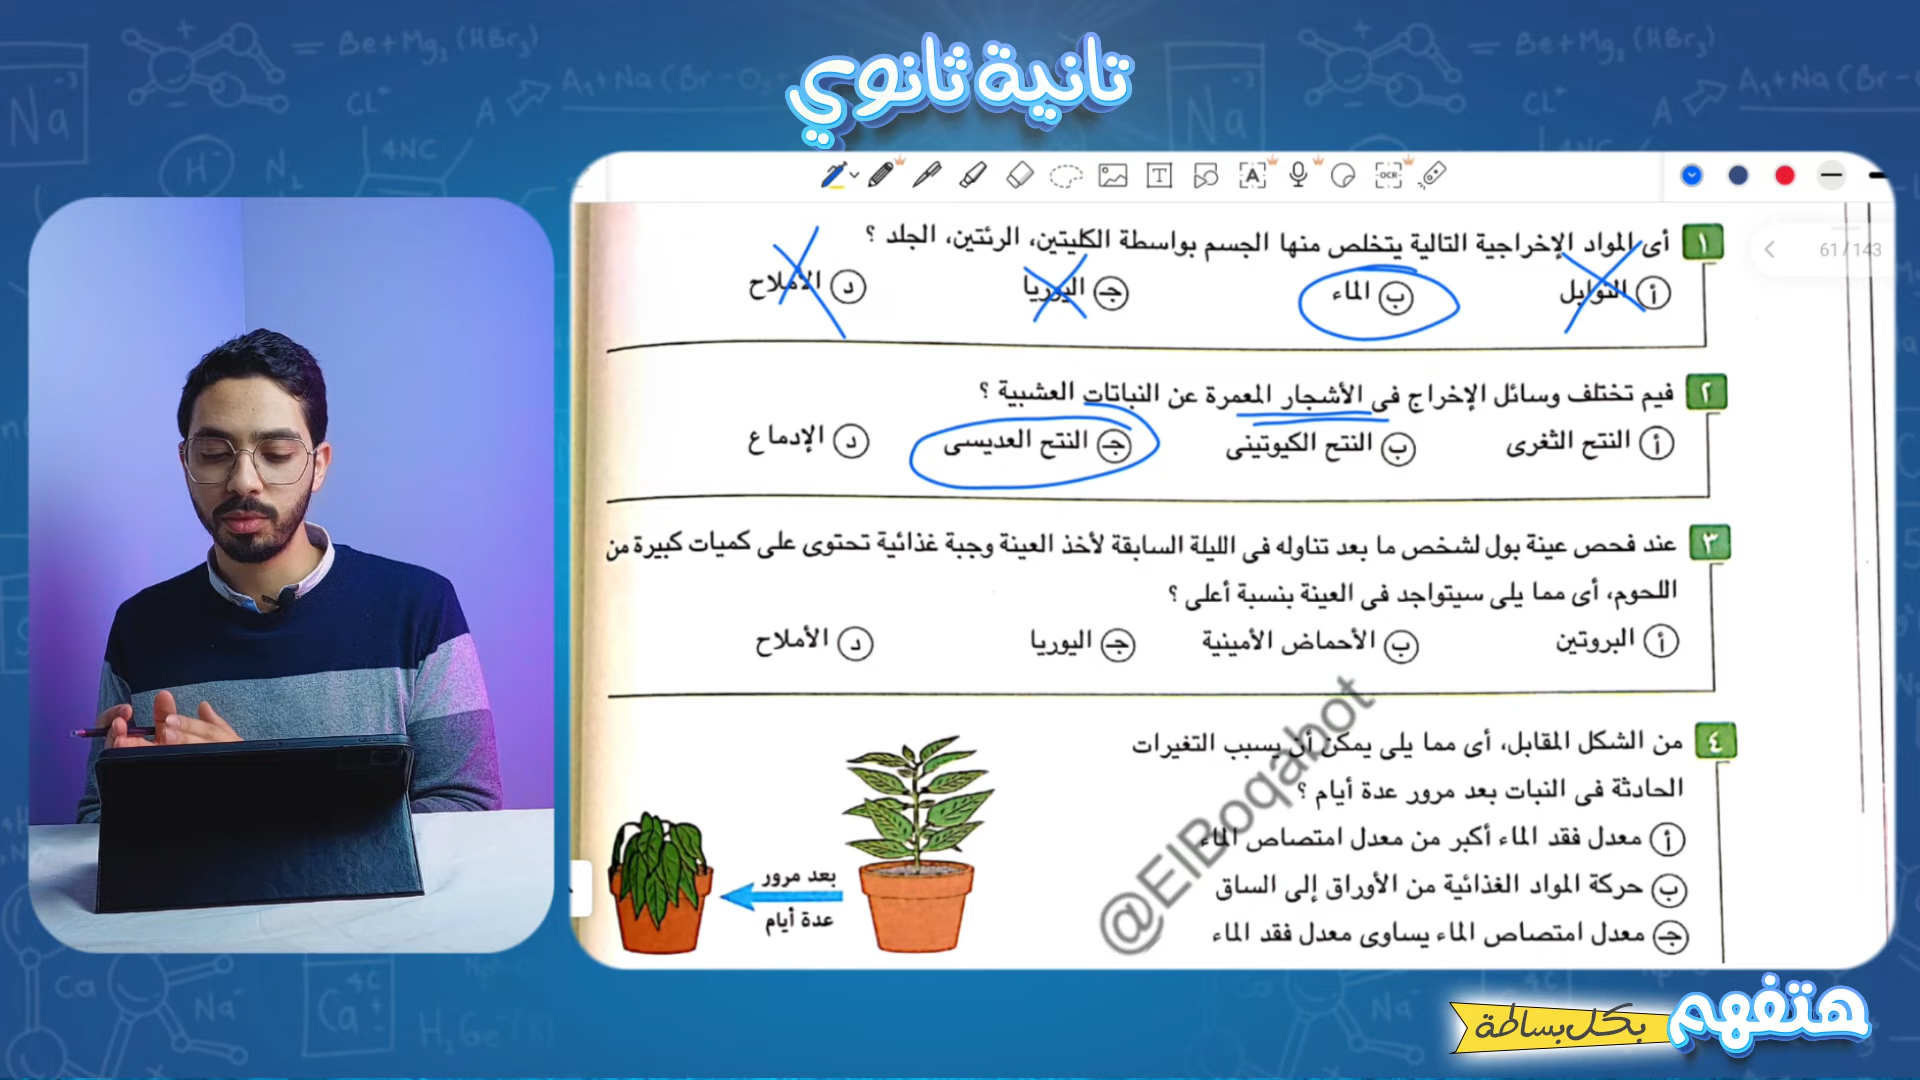 تانية ثانوي
61/143
١ أى المواد الإخراجية التالية يتخلص منها الجسم بواسطة الكليتين، الرئتين، الجلد ؟
أ التوابل ب الماء جـ اليوريا د الأملاح
٢ فيم تختلف وسائل الإخراج فى الأشجار المعمرة عن النباتات العشبية ؟
أ النتح الثغرى ب النتح الكيوتينى جـ النتح العديسى د الإدماع
٣ عند فحص عينة بول لشخص ما بعد تناوله فى الليلة السابقة لأخذ العينة وجبة غذائية تحتوى على كميات كبيرة من
اللحوم، أى مما يلى سيتواجد فى العينة بنسبة أعلى ؟
أ البروتين ب الأحماض الأمينية جـ اليوريا د الأملاح
٤ من الشكل المقابل، أى مما يلى يمكن أن يسبب التغيرات
الحادثة فى النبات بعد مرور عدة أيام ؟
أ معدل فقد الماء أكبر من معدل امتصاص الماء
ب حركة المواد الغذائية من الأوراق إلى الساق
جـ معدل امتصاص الماء يساوى معدل فقد الماء
بعد مرور
عدة أيام
@ElBoqabot
هتفهم
بكل بساطة